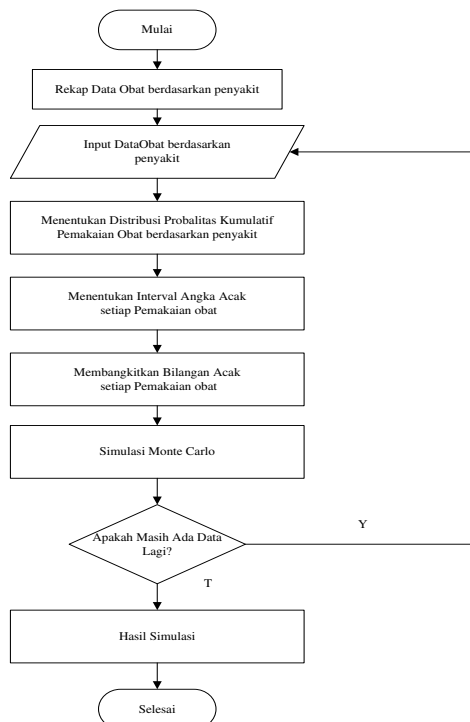 Mulai
Rekap Data Obat berdasarkan penyakit
Input DataObat berdasarkan
penyakit
Menentukan Distribusi Probalitas Kumulatif
Pemakaian Obat berdasarkan penyakit
Menentukan Interval Angka Acak
setiap Pemakaian obat
Membangkitkan Bilangan Acak
setiap Pemakaian obat
Simulasi Monte Carlo
Apakah Masih Ada Data
Lagi?
Y
T
Hasil Simulasi
Selesai